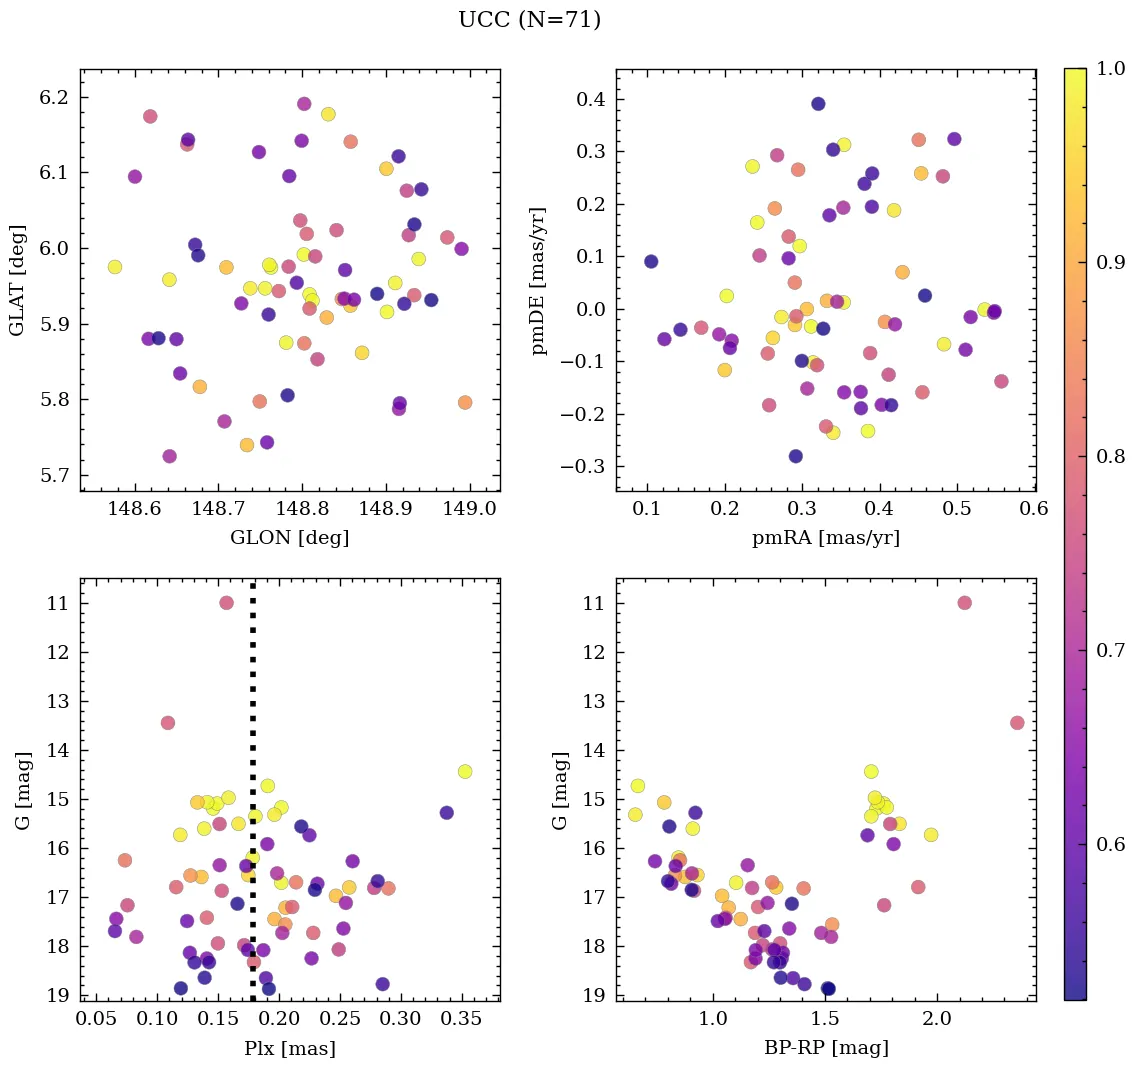 UCC (N=71)
6.2
6.1
6.0
5.9
5.8
5.7
GLAT [deg]
148.6 148.7 148.8 148.9 149.0
GLON [deg]
0.4
0.3
0.2
0.1
0.0
−0.1
−0.2
−0.3
pmDE [mas/yr]
0.1 0.2 0.3 0.4 0.5 0.6
pmRA [mas/yr]
11
12
13
14
15
16
17
18
19
G [mag]
0.05 0.10 0.15 0.20 0.25 0.30 0.35
Plx [mas]
11
12
13
14
15
16
17
18
19
G [mag]
1.0 1.5 2.0
BP-RP [mag]
1.0
0.9
0.8
0.7
0.6